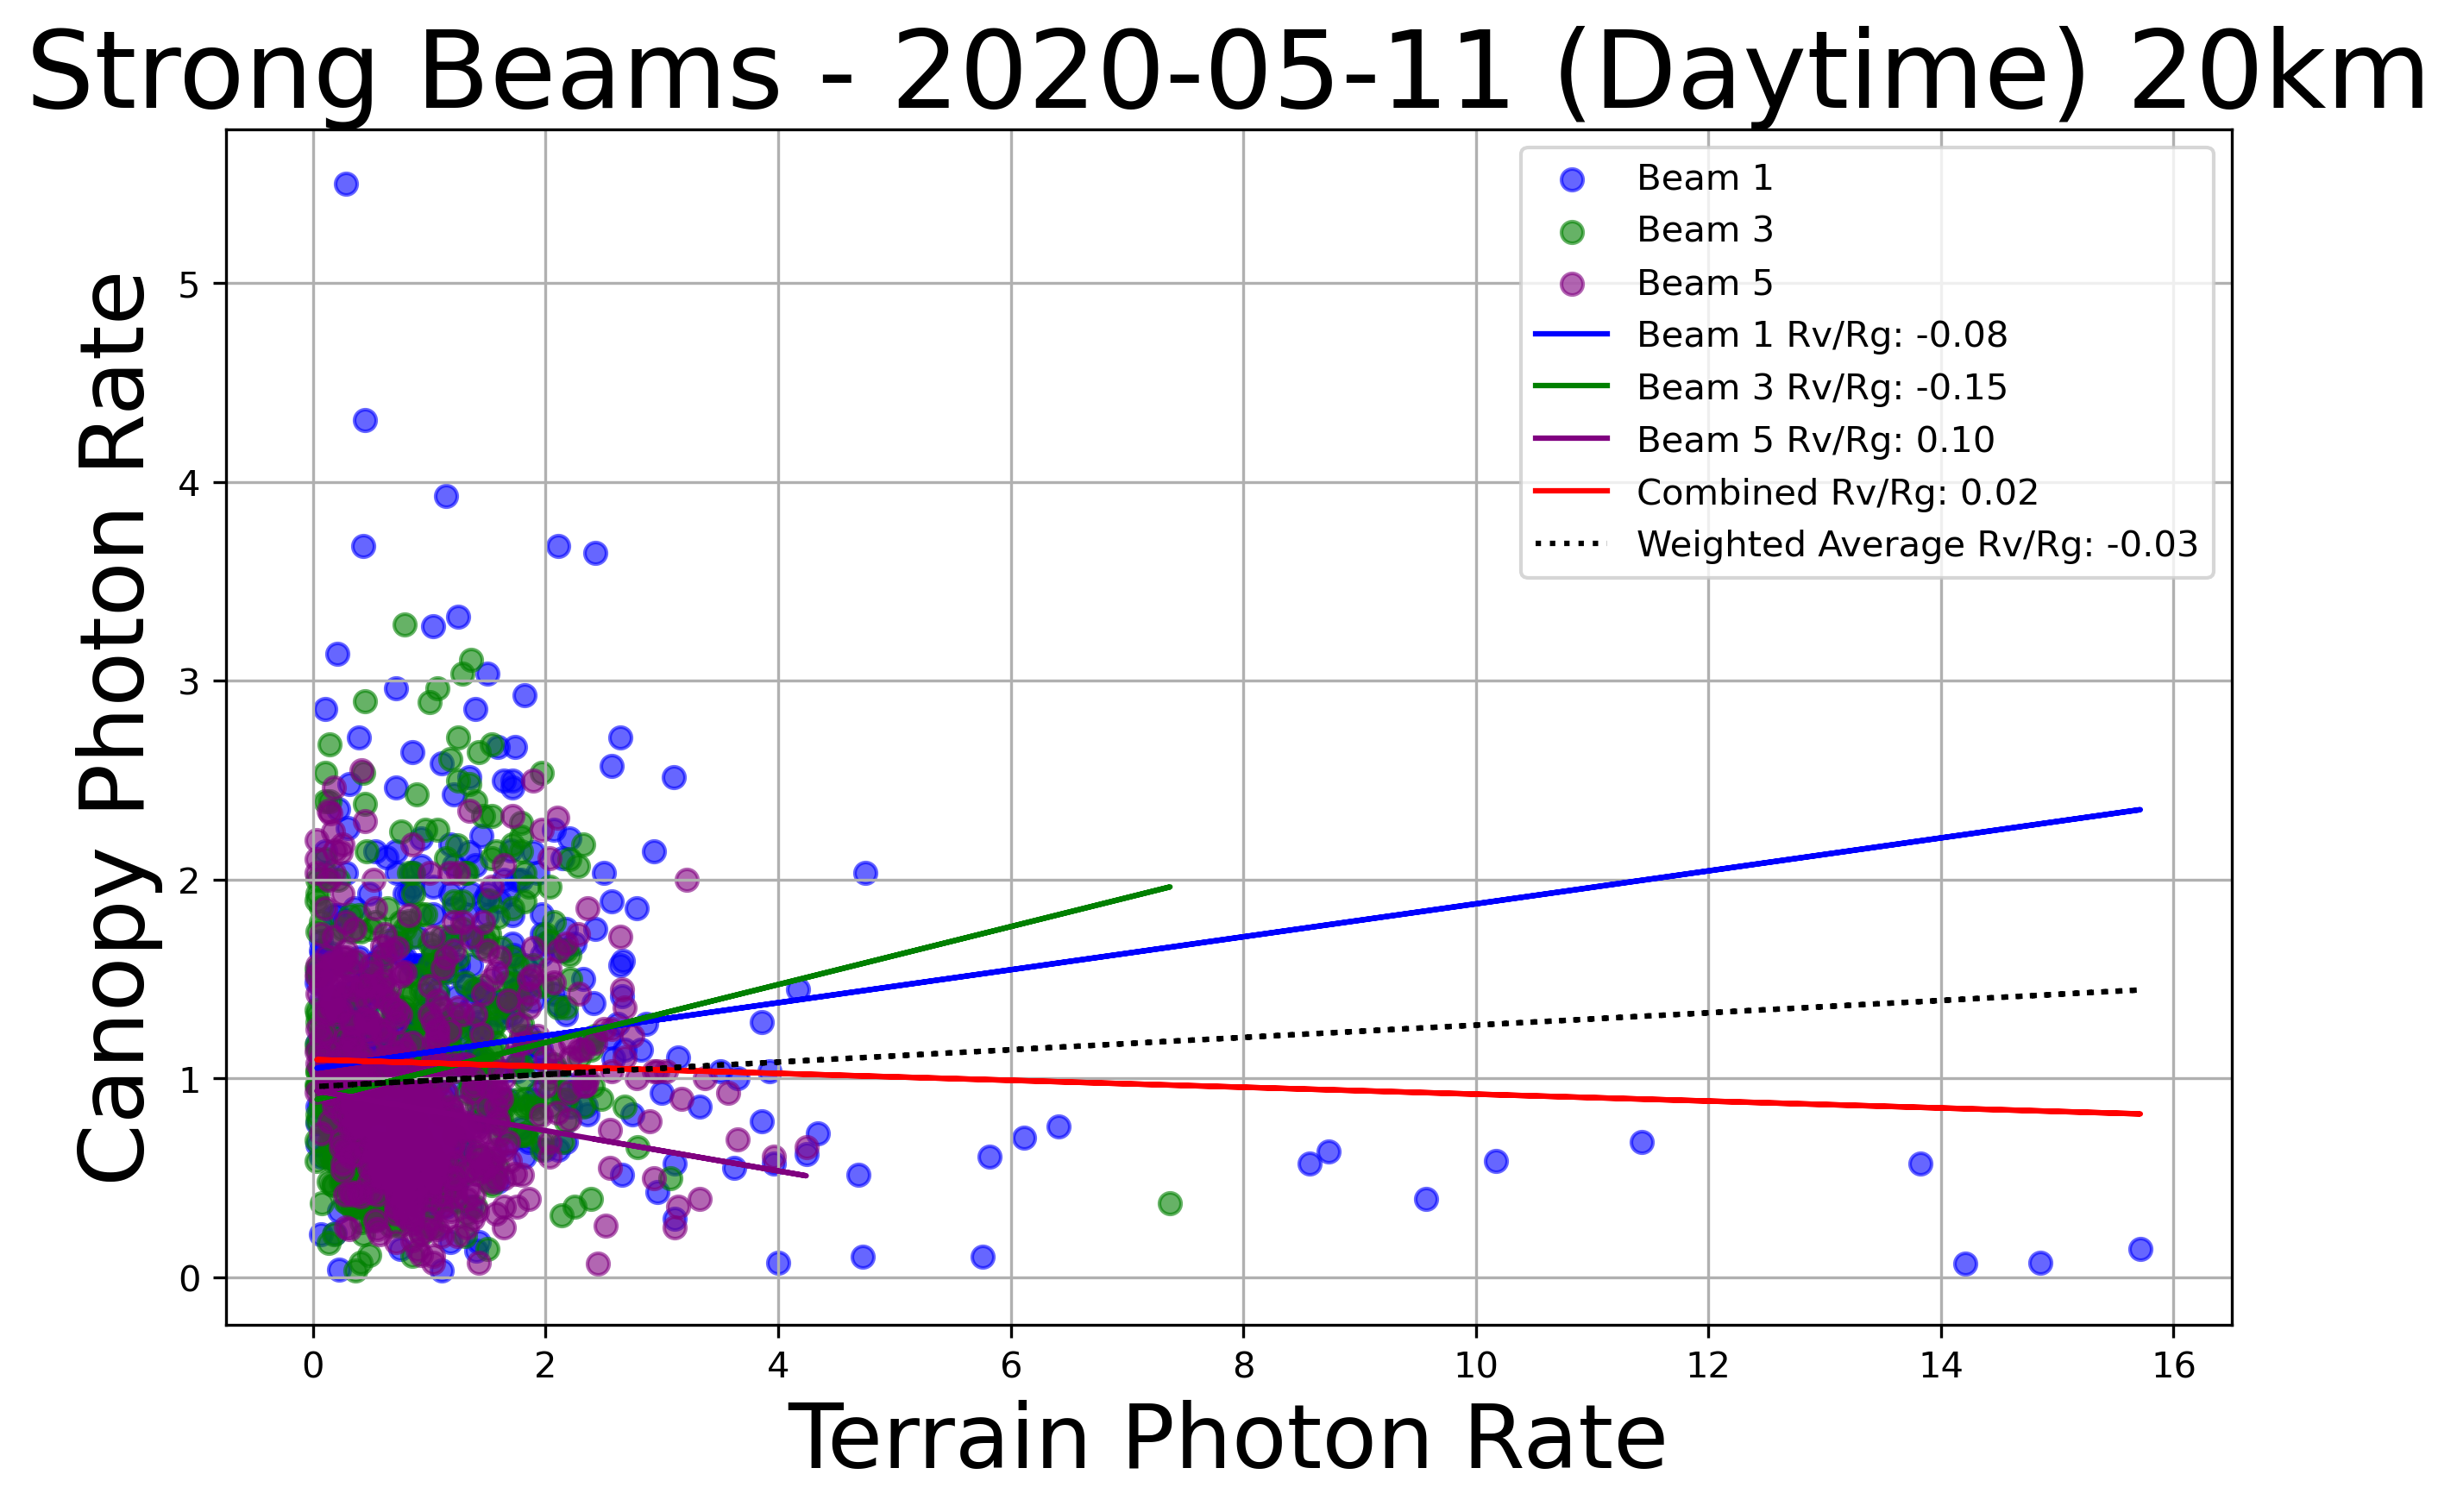 Strong Beams - 2020-05-11 (Daytime) 20km
Canopy Photon Rate
5
4
3
2
1
0
Beam 1
Beam 3
Beam 5
Beam 1 Rv/Rg: -0.08
Beam 3 Rv/Rg: -0.15
Beam 5 Rv/Rg: 0.10
Combined Rv/Rg: 0.02
Weighted Average Rv/Rg: -0.03
0 2 4 6 8 10 12 14 16
Terrain Photon Rate